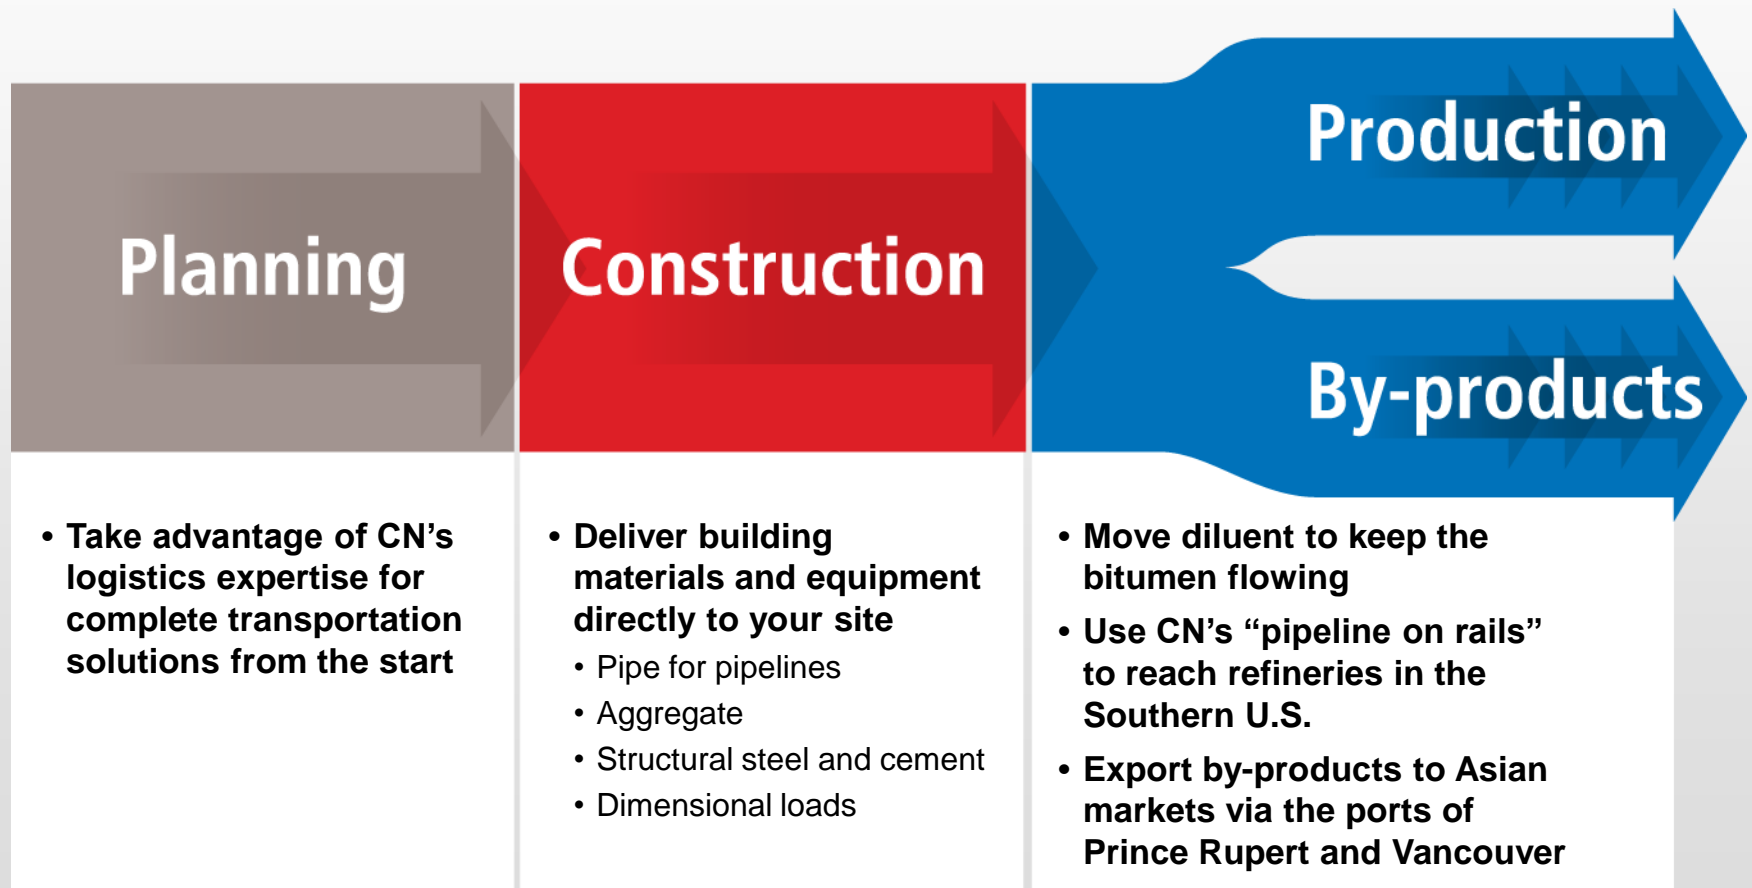 Planning
Construction
Production
By-products
• Take advantage of CN’s
logistics expertise for
complete transportation
solutions from the start
• Deliver building
materials and equipment
directly to your site
• Pipe for pipelines
• Aggregate
• Structural steel and cement
• Dimensional loads
• Move diluent to keep the
bitumen flowing
• Use CN’s “pipeline on rails”
to reach refineries in the
Southern U.S.
• Export by-products to Asian
markets via the ports of
Prince Rupert and Vancouver